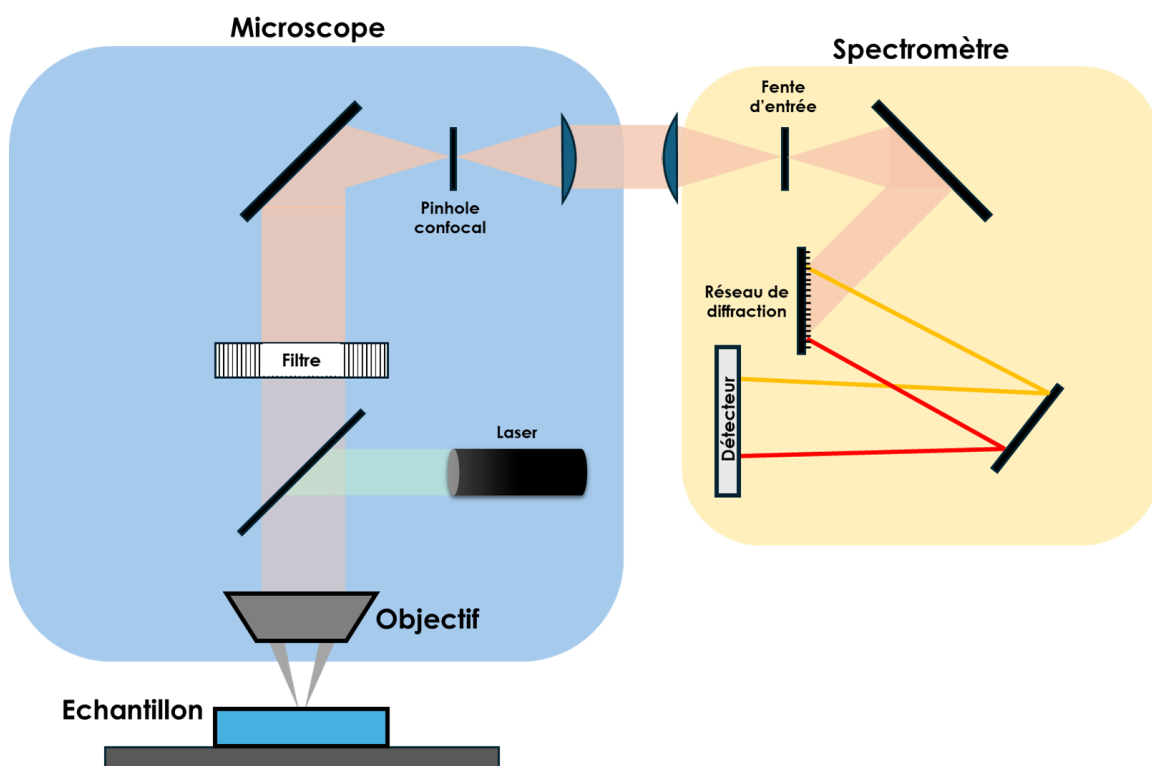 Microscope
Spectromètre
Fente
d'entrée
Pinhole
confocal
Réseau de
diffraction
Filtre
Détecteur
Laser
Objectif
Echantillon